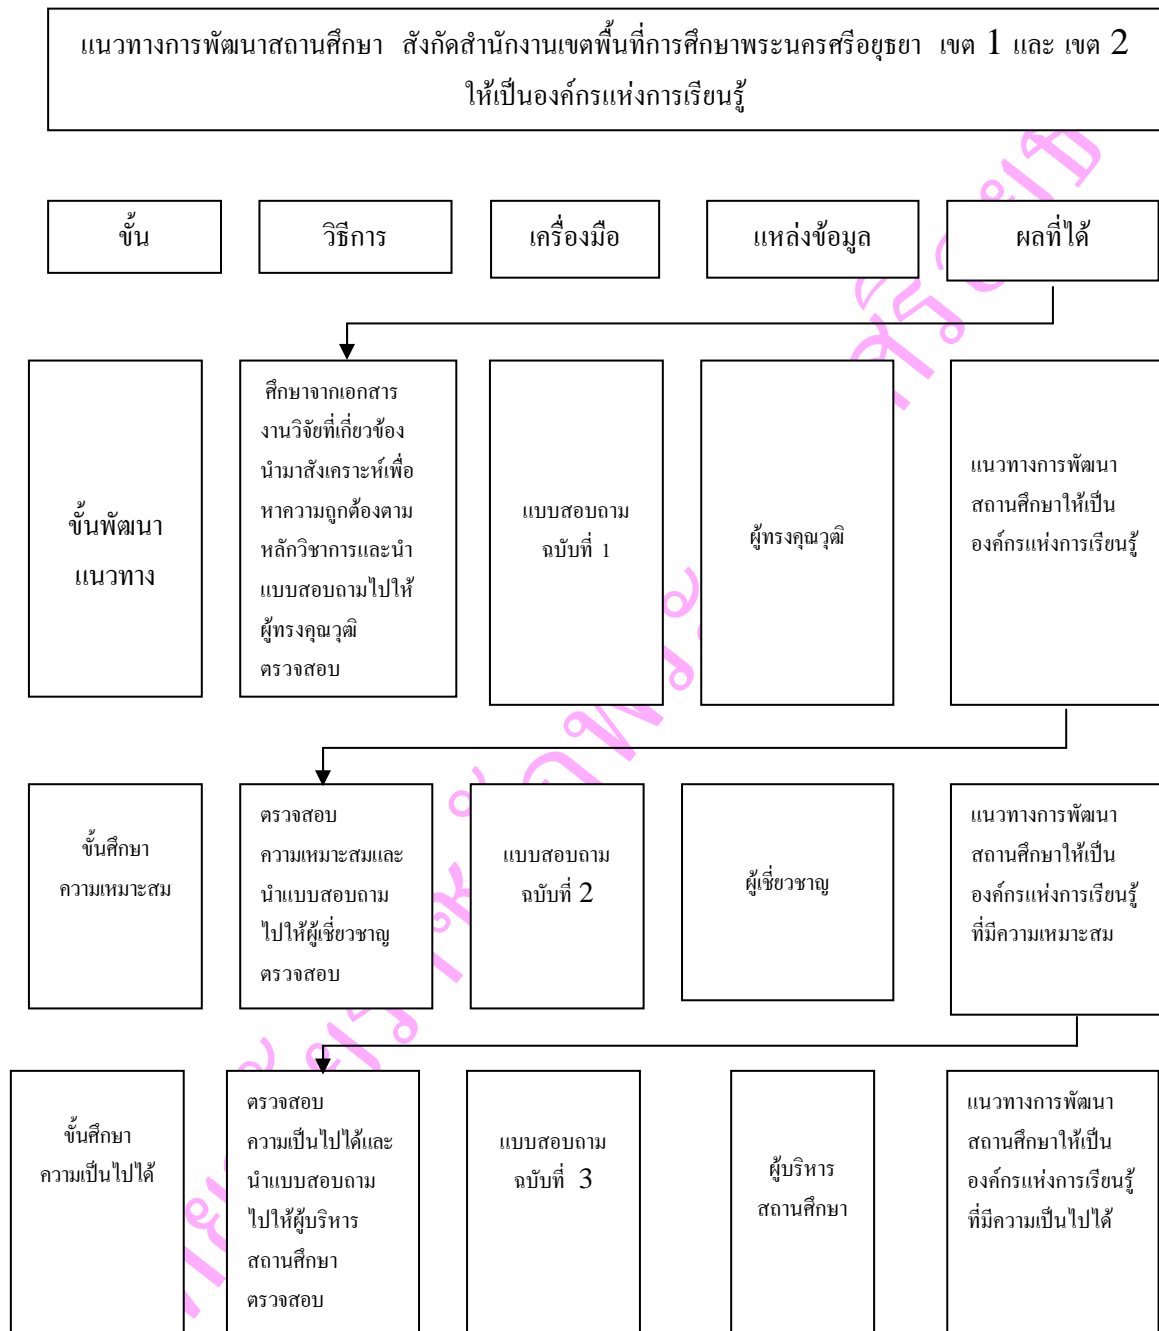 แนวทางการพัฒนาสถานศึกษา สังกัดสำนักงานเขตพื้นที่การศึกษาพระนครศรีอยุธยา เขต 1 และ เขต 2
ให้เป็นองค์กรแห่งการเรียนรู้
ขั้น
วิธีการ
เครื่องมือ
แหล่งข้อมูล
ผลที่ได้
ขั้นพัฒนา
แนวทาง
ศึกษาจากเอกสาร
งานวิจัยที่เกี่ยวข้อง
นำมาสังเคราะห์เพื่อ
หาความถูกต้องตาม
หลักวิชาการและนำ
แบบสอบถามไปให้
ผู้ทรงคุณวุฒิ
ตรวจสอบ
แบบสอบถาม
ฉบับที่ 1
ผู้ทรงคุณวุฒิ
แนวทางการพัฒนา
สถานศึกษาให้เป็น
องค์กรแห่งการเรียนรู้
ขั้นศึกษา
ความเหมาะสม
ตรวจสอบ
ความเหมาะสมและ
นำแบบสอบถาม
ไปให้ผู้เชี่ยวชาญ
ตรวจสอบ
แบบสอบถาม
ฉบับที่ 2
ผู้เชี่ยวชาญ
แนวทางการพัฒนา
สถานศึกษาให้เป็น
องค์กรแห่งการเรียนรู้
ที่มีความเหมาะสม
ขั้นศึกษา
ความเป็นไปได้
ตรวจสอบ
ความเป็นไปได้และ
นำแบบสอบถาม
ไปให้ผู้บริหาร
สถานศึกษา
ตรวจสอบ
แบบสอบถาม
ฉบับที่ 3
ผู้บริหาร
สถานศึกษา
แนวทางการพัฒนา
สถานศึกษาให้เป็น
องค์กรแห่งการเรียนรู้
ที่มีความเป็นไปได้